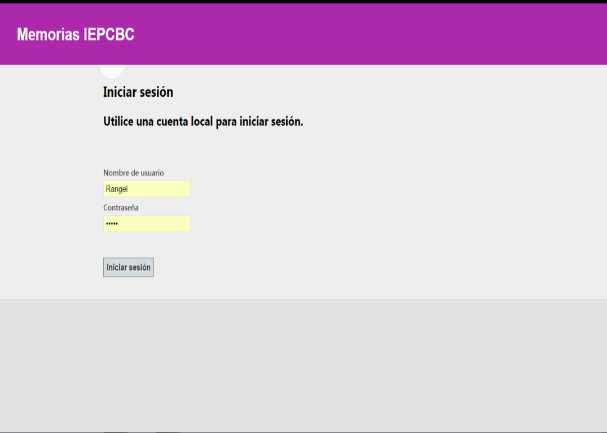 Memorias IEPCBC
Iniciar sesión
Utilice una cuenta local para iniciar sesión.
Nombre de usuario
Rangel
Contraseña
•••••
Iniciar sesión